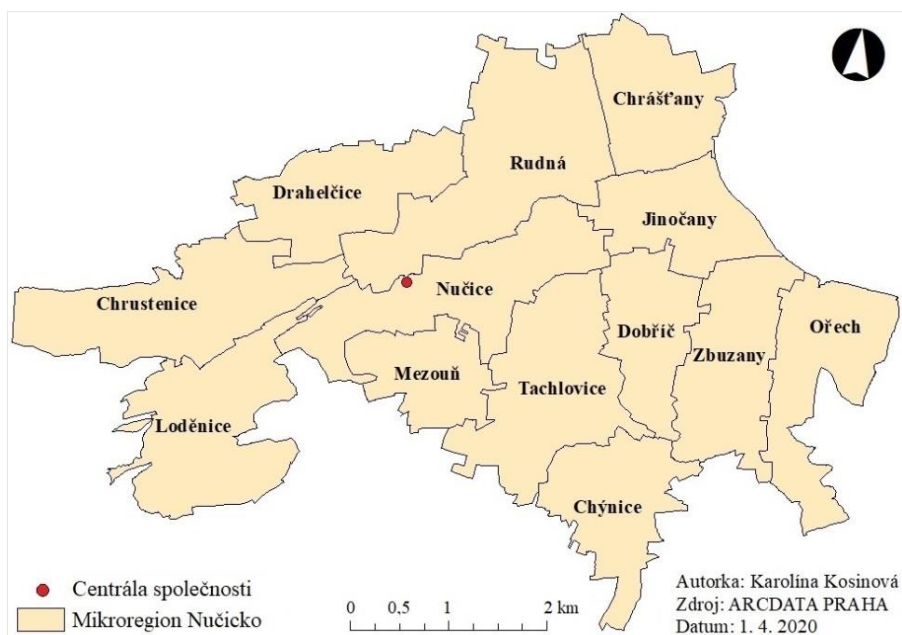 Chrášťany
Rudná
Drahelčice
Jinočany
Nučice
Chrustenice
Dobříč
Ořech
Zbuzany
Mezouň
Tachlovice
Loděnice
Chýnice
Centrála společnosti
Mikroregion Nučicko
0 0,5 1 2 km
Autorka: Karolína Kosinová
Zdroj: ARCDATA PRAHA
Datum: 1. 4. 2020